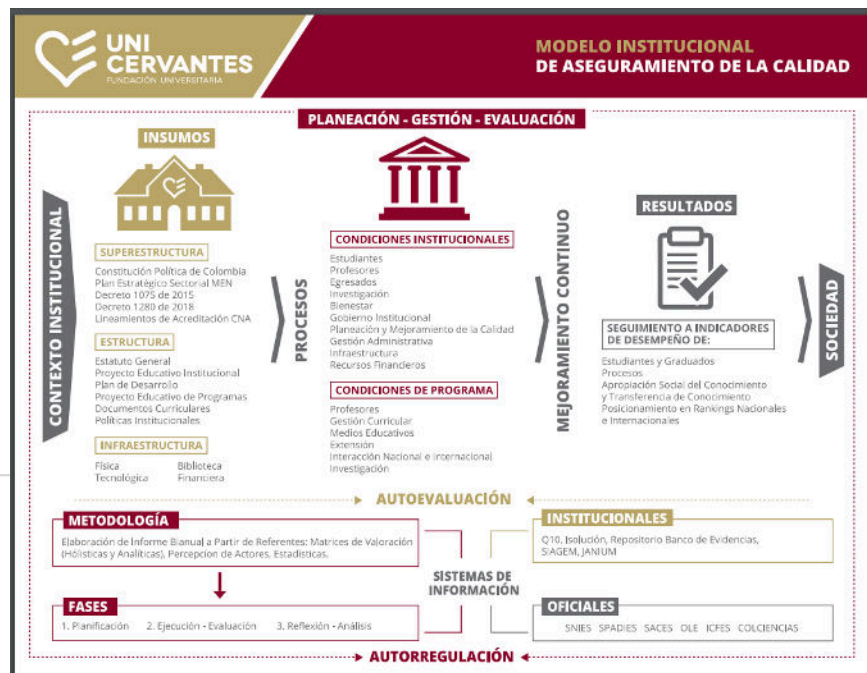 UNI
CERVANTES
FUNDACIÓN UNIVERSITARIA
MODELO INSTITUCIONAL
DE ASEGURAMIENTO DE LA CALIDAD
PLANEACIÓN - GESTIÓN - EVALUACIÓN
CONTEXTO INSTITUCIONAL
INSUMOS
SUPERESTRUCTURA
Constitución Política de Colombia
Plan Estratégico Sectorial MEN
Decreto 1075 de 2015
Decreto 1280 de 2018
Lineamientos de Acreditación CNA
ESTRUCTURA
Estatuto General
Proyecto Educativo Institucional
Plan de Desarrollo
Proyecto Educativo de Programas
Documentos Curriculares
Políticas Institucionales
INFRAESTRUCTURA
Física Biblioteca
Tecnológica Financiera
PROCESOS
CONDICIONES INSTITUCIONALES
Estudiantes
Profesores
Egresados
Investigación
Bienestar
Gobierno Institucional
Planeación y Mejoramiento de la Calidad
Gestión Administrativa
Infraestructura
Recursos Financieros
CONDICIONES DE PROGRAMA
Profesores
Gestión Curricular
Medios Educativos
Extensión
Interacción Nacional e Internacional
Investigación
MEJORAMIENTO CONTINUO
RESULTADOS
SEGUIMIENTO A INDICADORES
DE DESEMPEÑO DE:
Estudiantes y Graduados
Procesos
Apropiación Social del Conocimiento
y Transferencia de Conocimiento
Posicionamiento en Rankings Nacionales
e Internacionales
SOCIEDAD
AUTOEVALUACIÓN
METODOLOGÍA
Elaboración de Informe Bianual a Partir de Referentes: Matrices de Valoración
(Hólisticas y Analíticas), Percepcion de Actores, Estadísticas.
FASES
1. Planificación 2. Ejecución - Evaluación 3. Reflexión - Análisis
SISTEMAS DE
INFORMACIÓN
INSTITUCIONALES
Q10, Isolución, Repositorio Banco de Evidencias,
SIAGEM, JANIUM
OFICIALES
SNIES SPADIES SACES OLE ICFES COLCIENCIAS
AUTORREGULACIÓN